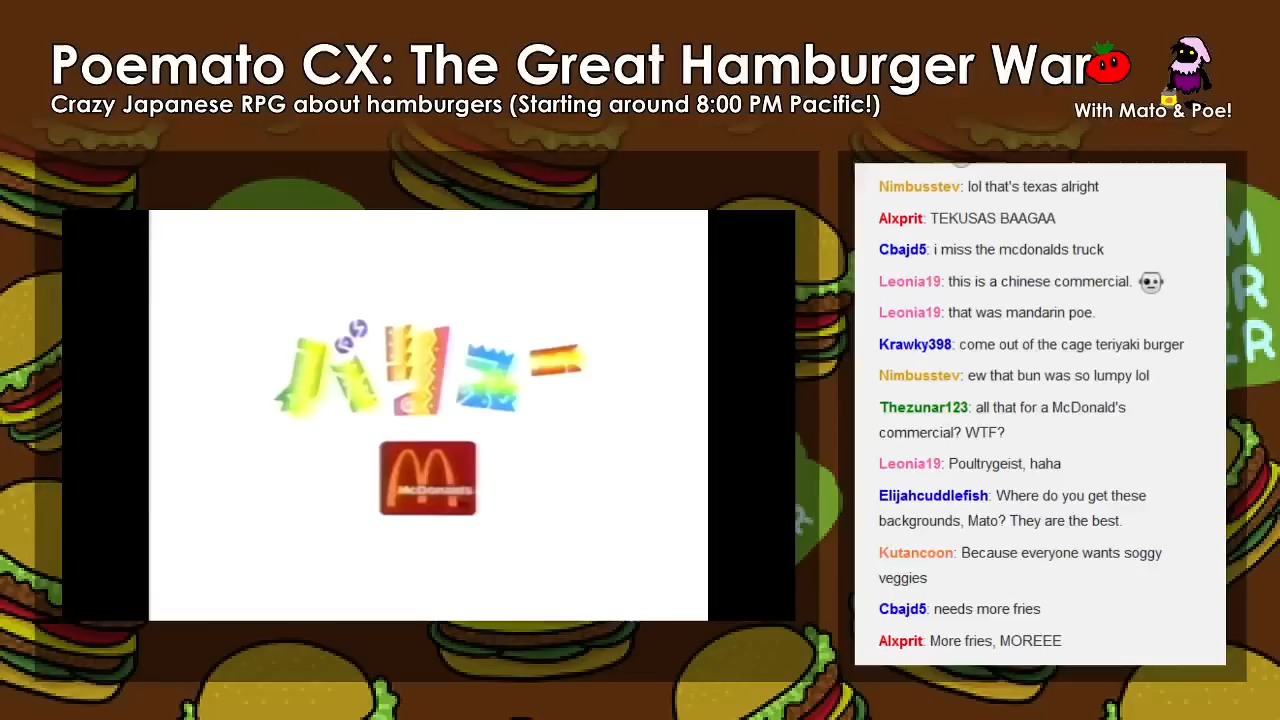 Poemato CX: The Great Hamburger War
Crazy Japanese RPG about hamburgers (Starting around 8:00 PM Pacific!)
With Mato & Poe!
バリュー
McDonald's
Nimbusstev: lol that's texas alright
Alxprit: TEKUSAS BAAGAA
Cbajd5: i miss the mcdonalds truck
Leonia19: this is a chinese commercial.
Leonia19: that was mandarin poe.
Krawky398: come out of the cage teriyaki burger
Nimbusstev: ew that bun was so lumpy lol
Thezunar123: all that for a McDonald's
commercial? WTF?
Leonia19: Poultrygeist, haha
Elijahcuddlefish: Where do you get these
backgrounds, Mato? They are the best.
Kutancoon: Because everyone wants soggy
veggies
Cbajd5: needs more fries
Alxprit: More fries, MOREEE